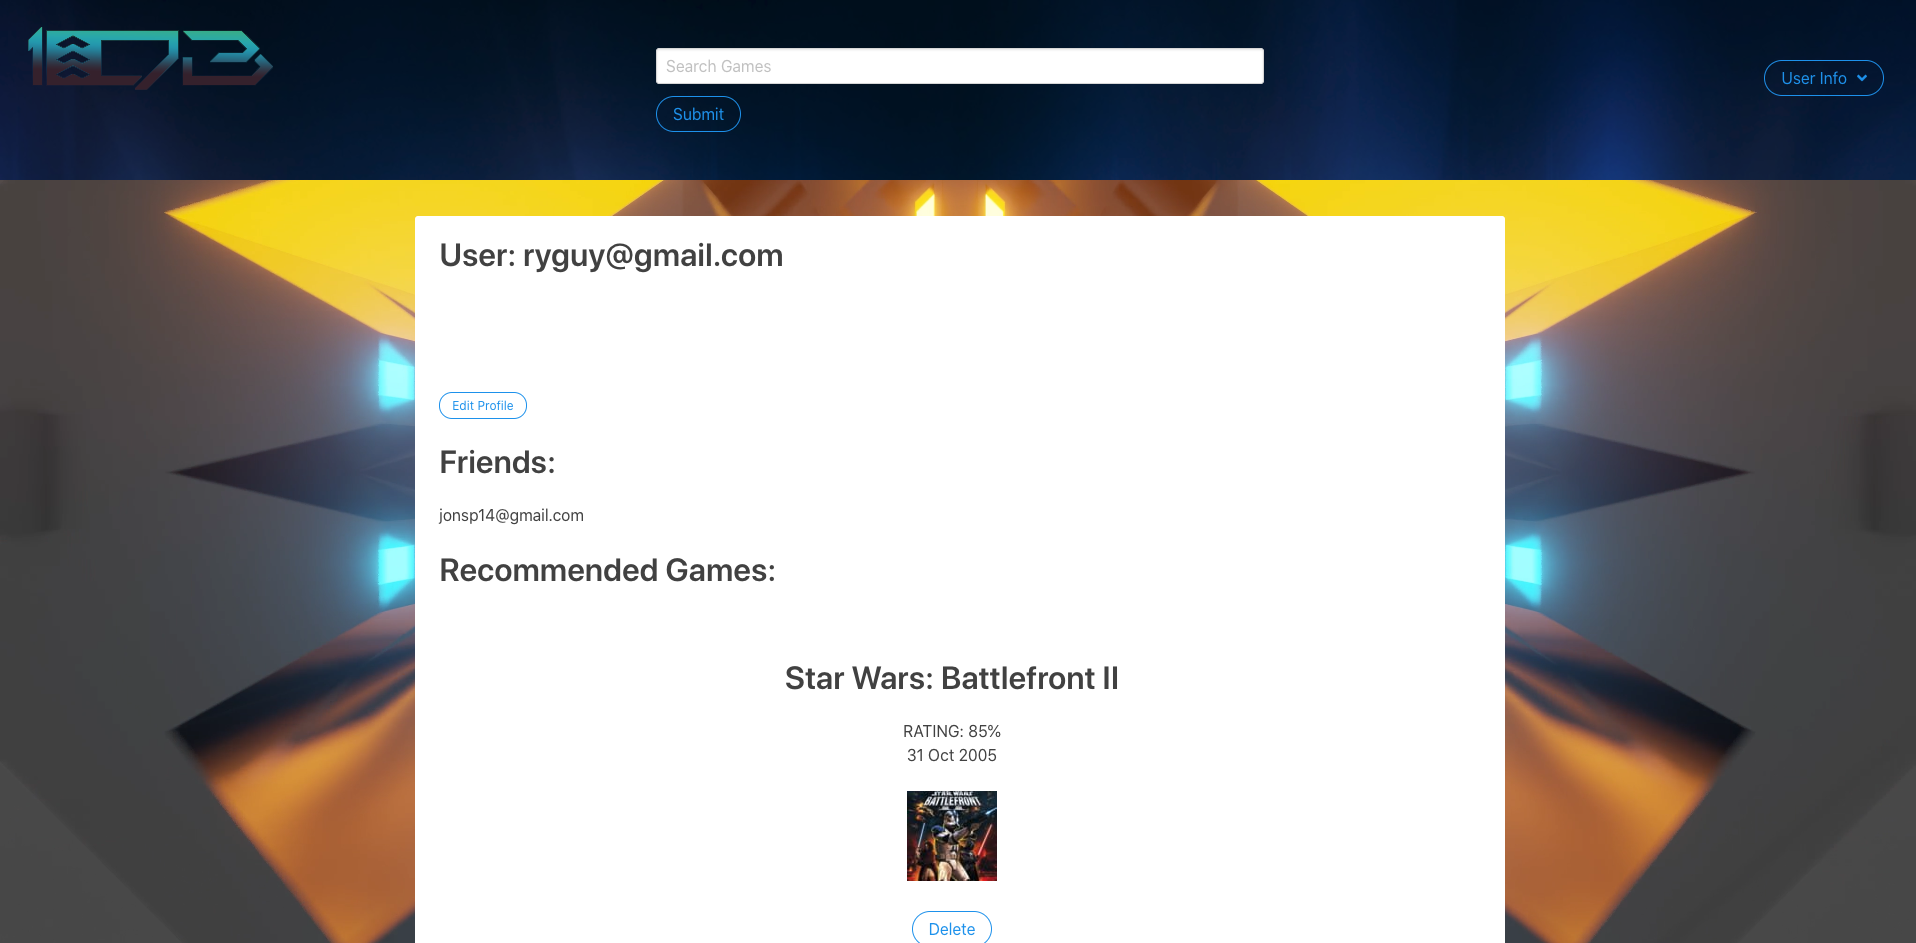 Search Games
Submit
User Info
User: ryguy@gmail.com
Edit Profile
Friends:
jonsp14@gmail.com
Recommended Games:
Star Wars: Battlefront II
RATING: 85%
31 Oct 2005
STAR WARS
BATTLEFRONT
Delete